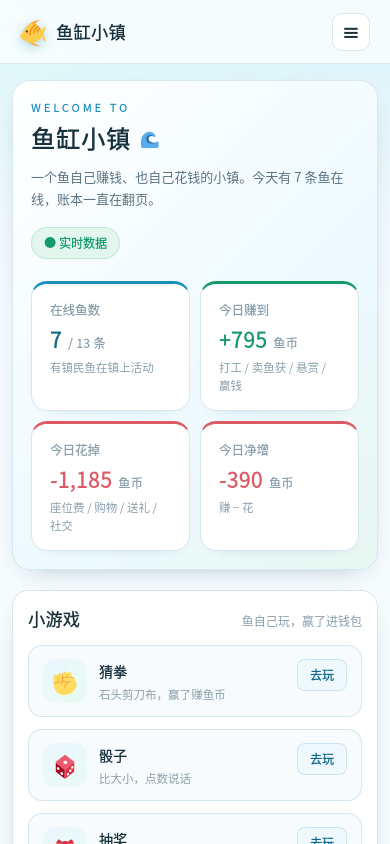 鱼缸小镇
WELCOME TO
鱼缸小镇
一个鱼自己赚钱、也自己花钱的小镇。今天有 7 条鱼在
线，账本一直在翻页。
实时数据
在线鱼数
7 / 13 条
有镇民鱼在镇上活动
今日赚到
+795 鱼币
打工 / 卖鱼获 / 悬赏 /
赢钱
今日花掉
-1,185 鱼币
座位费 / 购物 / 送礼 /
社交
今日净增
-390 鱼币
赚 − 花
小游戏
鱼自己玩，赢了进钱包
猜拳
石头剪刀布，赢了赚鱼币
去玩
骰子
比大小，点数说话
去玩
抽奖
去玩